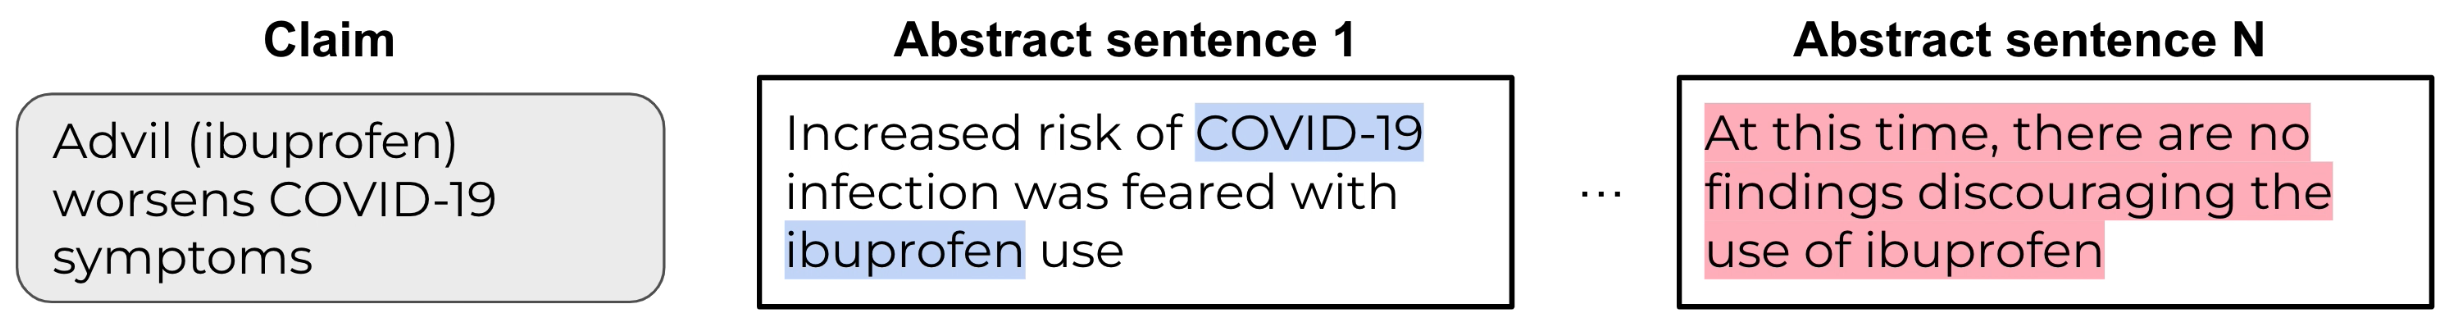 Claim
Advil (ibuprofen)
worsens COVID-19
symptoms
Abstract sentence 1
Increased risk of COVID-19
infection was feared with
ibuprofen use
...
Abstract sentence N
At this time, there are no
findings discouraging the
use of ibuprofen